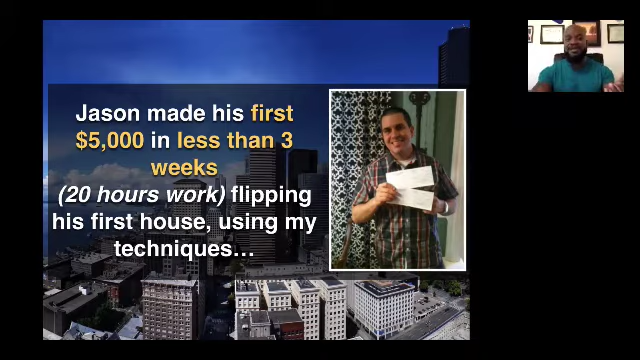 Jason made his first
$5,000 in less than 3
weeks
(20 hours work) flipping
his first house, using my
techniques…